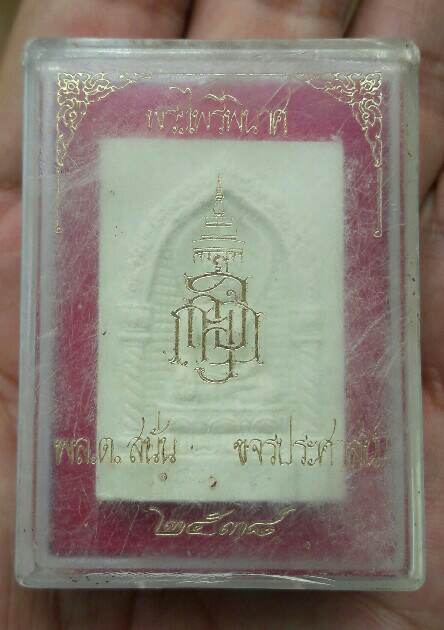 พระไพรีพินาศ
พล.ต. สนั่น ขจรประศาสน์
๒๕๓๘